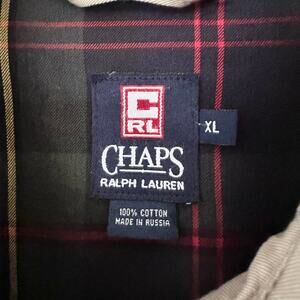 C
RL
XL
CHAPS
RALPH LAUREN
100% COTTON
MADE IN RUSSIA